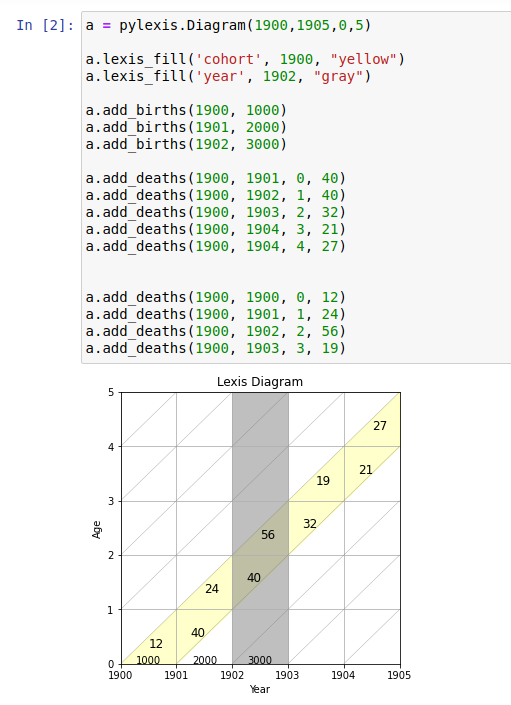 In [2]: a = pylexis.Diagram(1900,1905,0,5)
a.lexis_fill('cohort', 1900, "yellow")
a.lexis_fill('year', 1902, "gray")
a.add_births(1900, 1000)
a.add_births(1901, 2000)
a.add_births(1902, 3000)
a.add_deaths(1900, 1901, 0, 40)
a.add_deaths(1900, 1902, 1, 40)
a.add_deaths(1900, 1903, 2, 32)
a.add_deaths(1900, 1904, 3, 21)
a.add_deaths(1900, 1904, 4, 27)
a.add_deaths(1900, 1900, 0, 12)
a.add_deaths(1900, 1901, 1, 24)
a.add_deaths(1900, 1902, 2, 56)
a.add_deaths(1900, 1903, 3, 19)
Lexis Diagram
5
27
4
21
19
3
32
56
Age
2
40
24
1
40
12
0
1000 2000 3000
1900 1901 1902 1903 1904 1905
Year